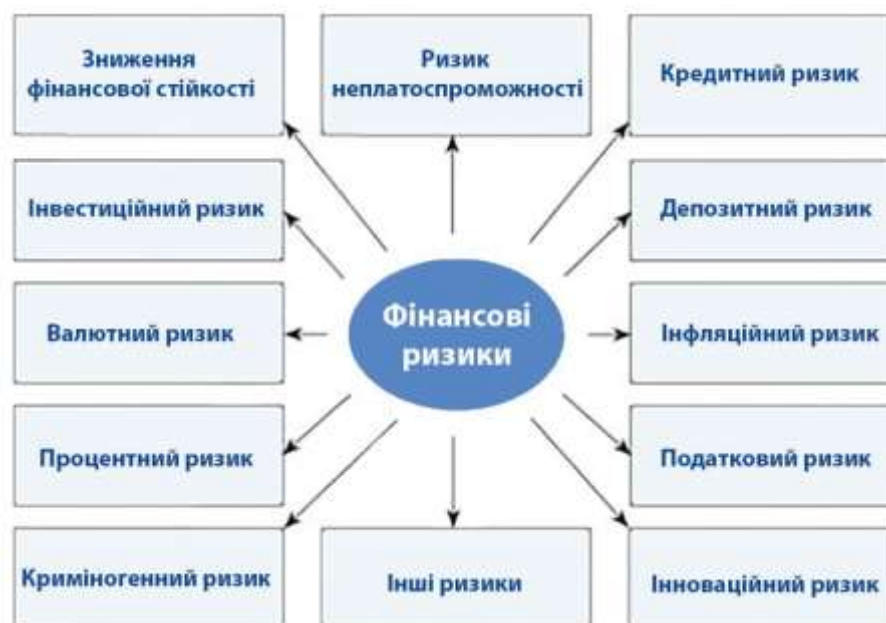 Зниження
фінансової стійкості
Ризик
неплатоспроможності
Кредитний ризик
Інвестиційний ризик
Депозитний ризик
Валютний ризик
Фінансові
ризики
Інфляційний ризик
Процентний ризик
Податковий ризик
Криміногенний ризик
Інші ризики
Інноваційний ризик